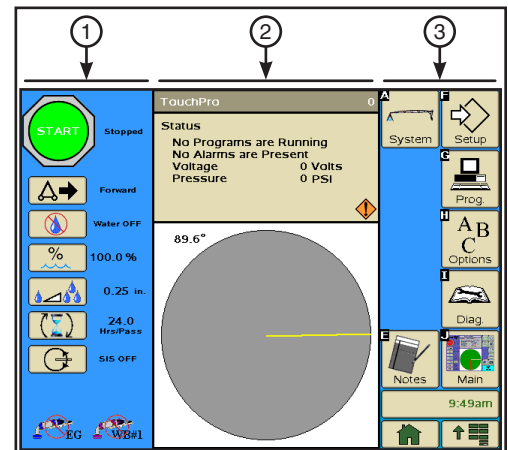 1
2
3
START
Stopped
Forward
Water OFF
%
100.0 %
0.25 in.
24.0
Hrs/Pass
SIS OFF
EG
WB#1
TouchPro 0
Status
No Programs are Running
No Alarms are Present
Voltage 0 Volts
Pressure 0 PSI
89.6°
A
System
F
Setup
G
Prog.
H
A B
C
Options
I
Diag.
E
Notes
J
Main
9:49am